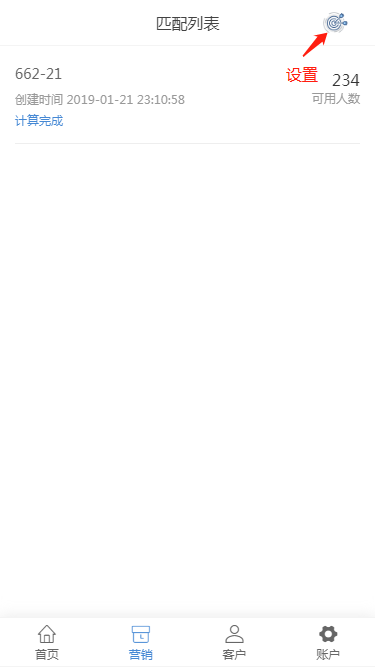 匹配列表
设置
662-21
234
创建时间 2019-01-21 23:10:58
可用人数
计算完成
首页
营销
客户
账户